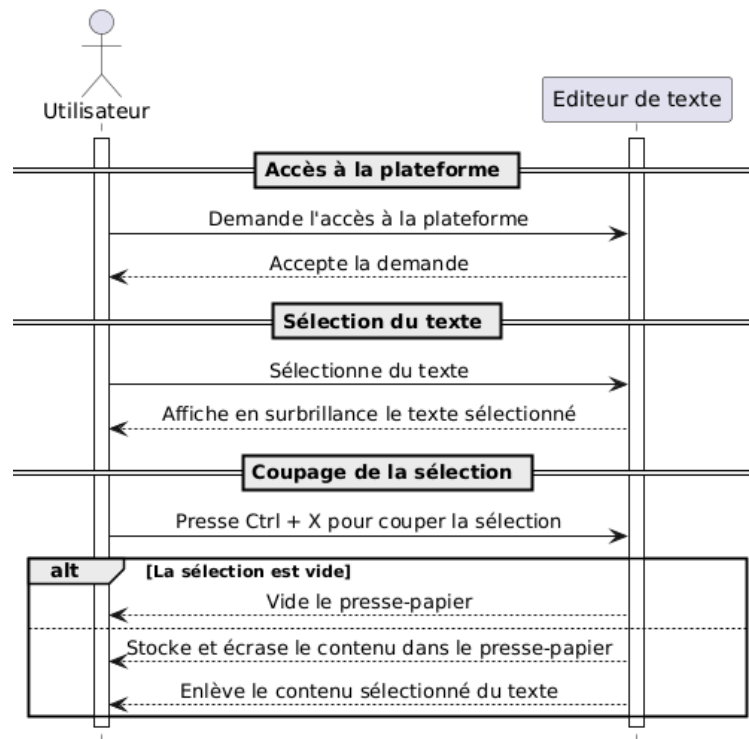 Utilisateur
Editeur de texte
Accès à la plateforme
Demande l'accès à la plateforme
Accepte la demande
Sélection du texte
Sélectionne du texte
Affiche en surbrillance le texte sélectionné
Coupage de la sélection
Presse Ctrl + X pour couper la sélection
alt [La sélection est vide]
Vide le presse-papier
Stocke et écrase le contenu dans le presse-papier
Enlève le contenu sélectionné du texte